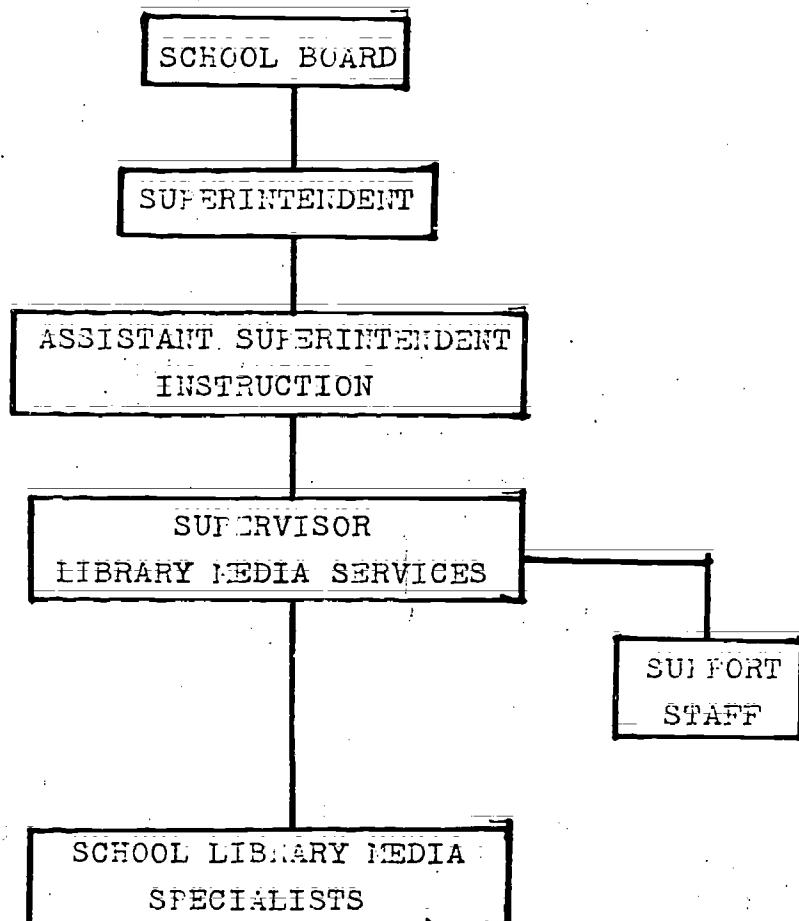 SCHOOL BOARD
SUPERINTENDENT
ASSISTANT SUPERINTENDENT
INSTRUCTION
SUPERVISOR
LIBRARY MEDIA SERVICES
SUPPORT
STAFF
SCHOOL LIBRARY MEDIA
SPECIALISTS